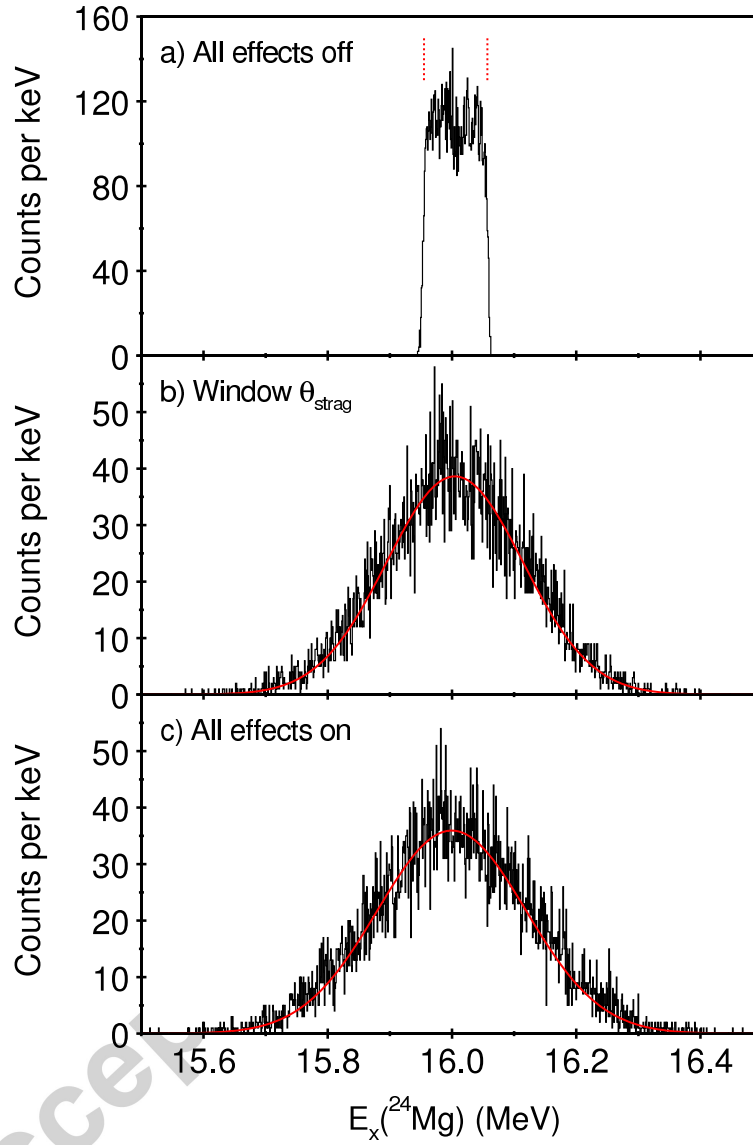 160
a) All effects off
120
80
40
0
Counts per keV
b) Window θstrag
50
40
30
20
10
0
Counts per keV
c) All effects on
50
40
30
20
10
0
Counts per keV
15.6 15.8 16.0 16.2 16.4
Ex(24Mg) (MeV)